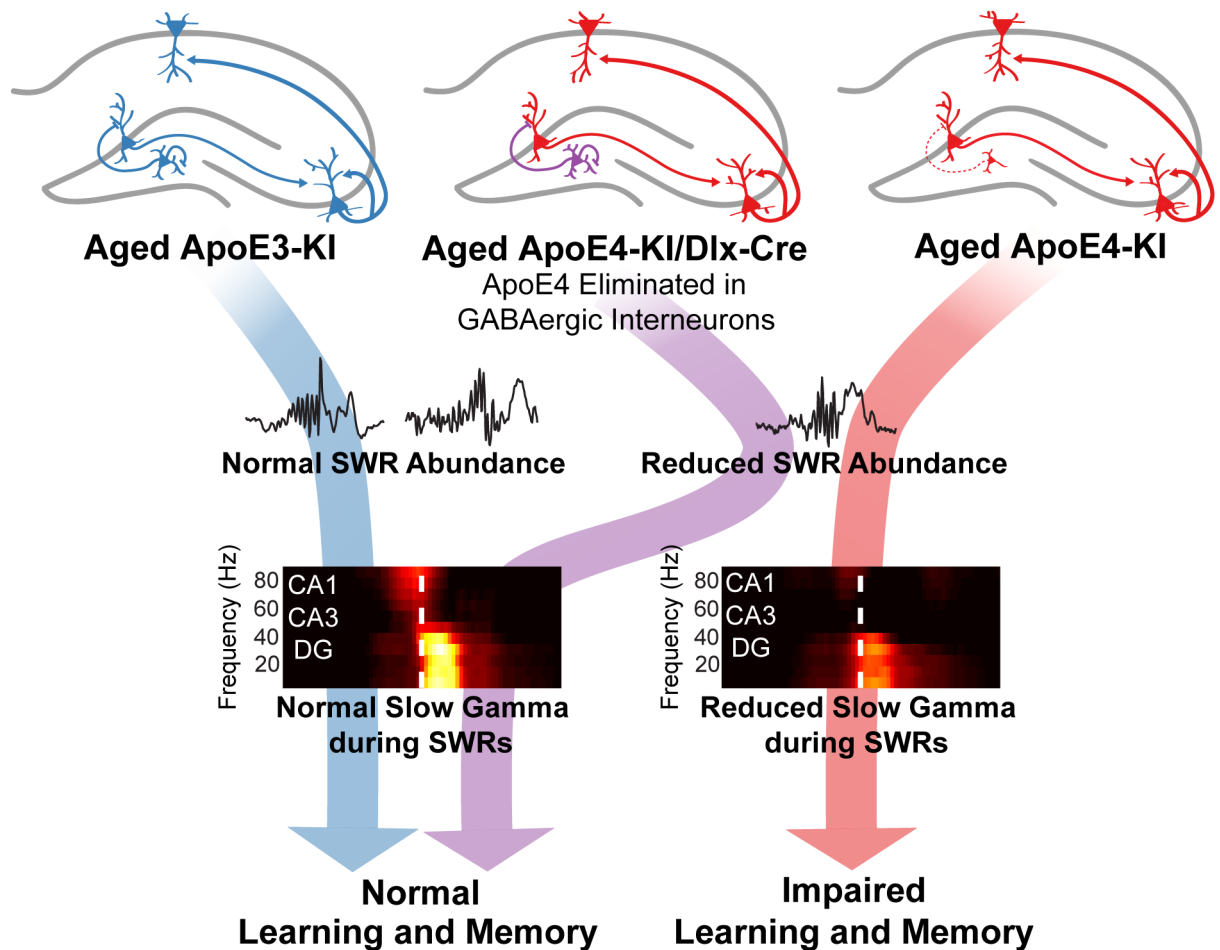 Aged ApoE3-KI
Aged ApoE4-KI/Dlx-Cre
ApoE4 Eliminated in
GABAergic Interneurons
Aged ApoE4-KI
Normal SWR Abundance
Reduced SWR Abundance
Frequency (Hz)
80
60
40
20
CA1
CA3
DG
Normal Slow Gamma
during SWRs
Frequency (Hz)
80
60
40
20
CA1
CA3
DG
Reduced Slow Gamma
during SWRs
Normal
Learning and Memory
Impaired
Learning and Memory